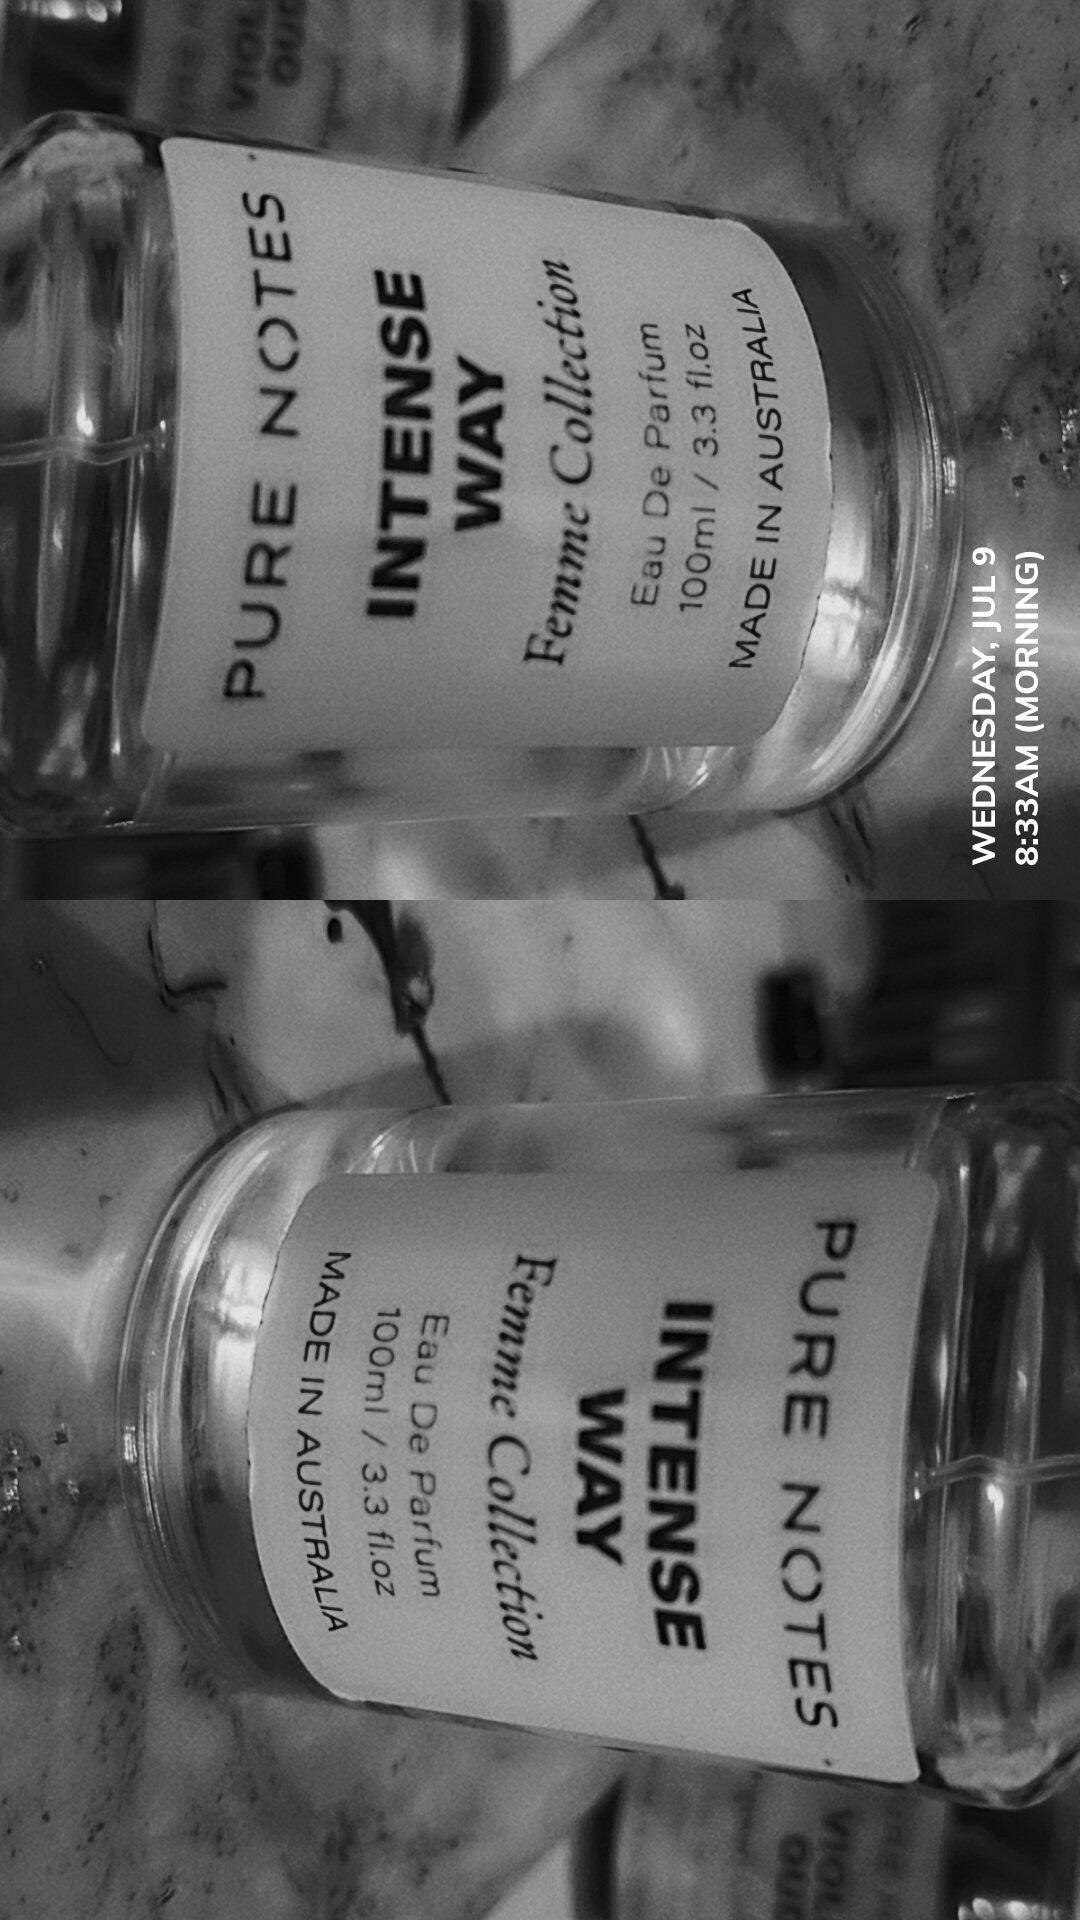 PURE NOTES
INTENSE
WAY
Femme Collection
Eau De Parfum
100ml / 3.3 fl.oz
MADE IN AUSTRALIA
WEDNESDAY, JUL 9
8:33AM (MORNING)
PURE NOTES
INTENSE
WAY
Femme Collection
Eau De Parfum
100ml / 3.3 fl.oz
MADE IN AUSTRALIA